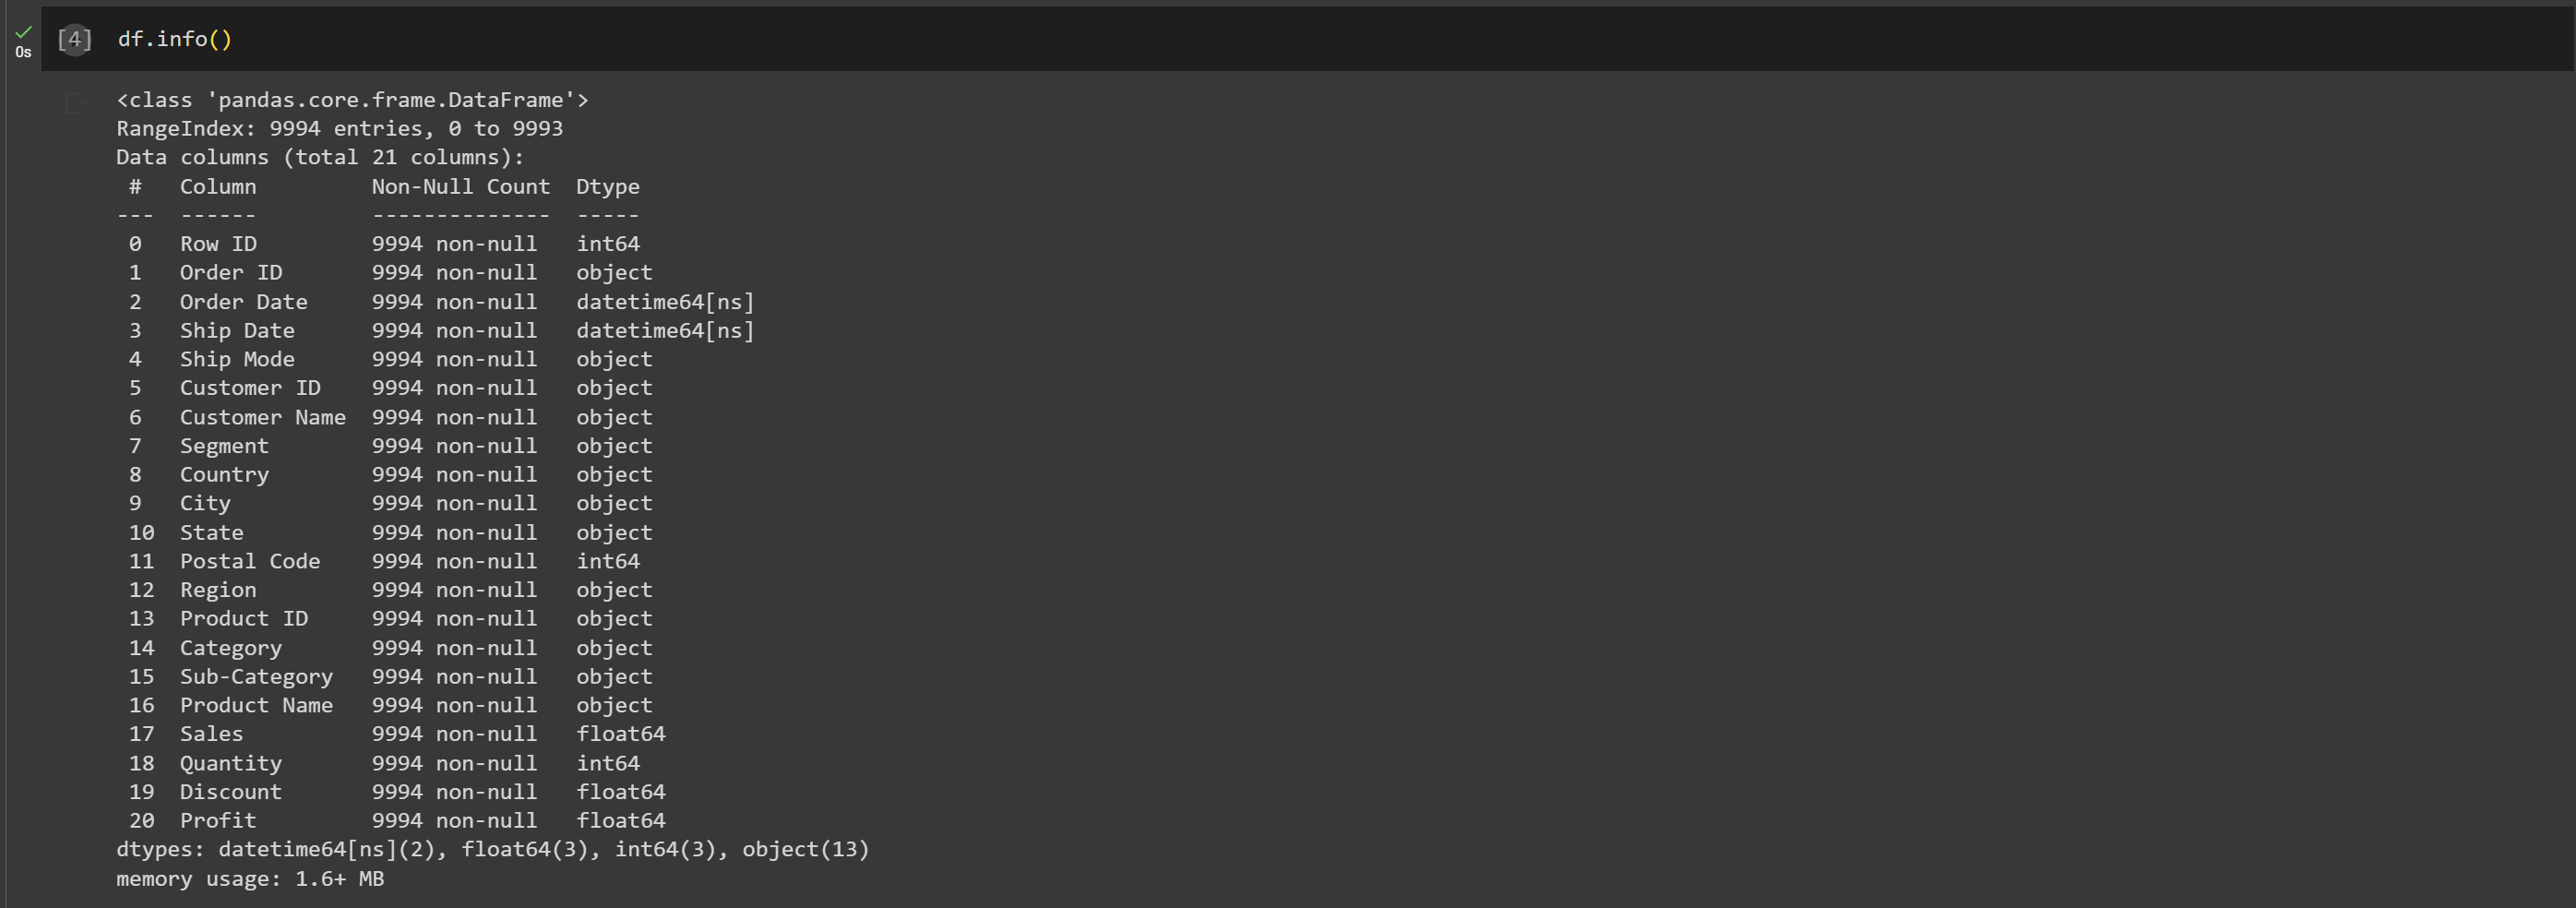 [4] df.info()
0s
<class 'pandas.core.frame.DataFrame'>
RangeIndex: 9994 entries, 0 to 9993
Data columns (total 21 columns):
 #   Column         Non-Null Count  Dtype
---  ------         --------------  -----
 0   Row ID         9994 non-null   int64
 1   Order ID       9994 non-null   object
 2   Order Date     9994 non-null   datetime64[ns]
 3   Ship Date      9994 non-null   datetime64[ns]
 4   Ship Mode      9994 non-null   object
 5   Customer ID    9994 non-null   object
 6   Customer Name  9994 non-null   object
 7   Segment        9994 non-null   object
 8   Country        9994 non-null   object
 9   City           9994 non-null   object
 10  State          9994 non-null   object
 11  Postal Code    9994 non-null   int64
 12  Region         9994 non-null   object
 13  Product ID     9994 non-null   object
 14  Category       9994 non-null   object
 15  Sub-Category   9994 non-null   object
 16  Product Name   9994 non-null   object
 17  Sales          9994 non-null   float64
 18  Quantity       9994 non-null   int64
 19  Discount       9994 non-null   float64
 20  Profit         9994 non-null   float64
dtypes: datetime64[ns](2), float64(3), int64(3), object(13)
memory usage: 1.6+ MB